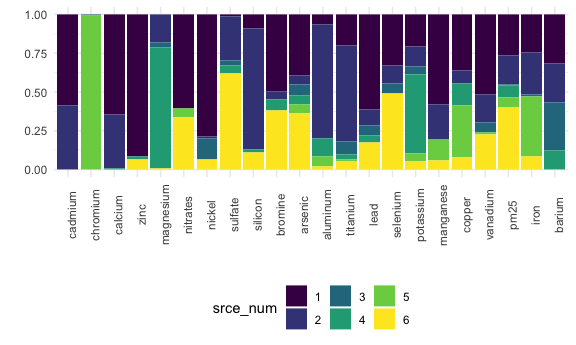 1.00
0.75
0.50
0.25
0.00
cadmium
chromium
calcium
zinc
magnesium
nitrates
nickel
sulfate
silicon
bromine
arsenic
aluminum
titanium
lead
selenium
potassium
manganese
copper
vanadium
pm25
iron
barium
srce_num
1 3 5
2 4 6